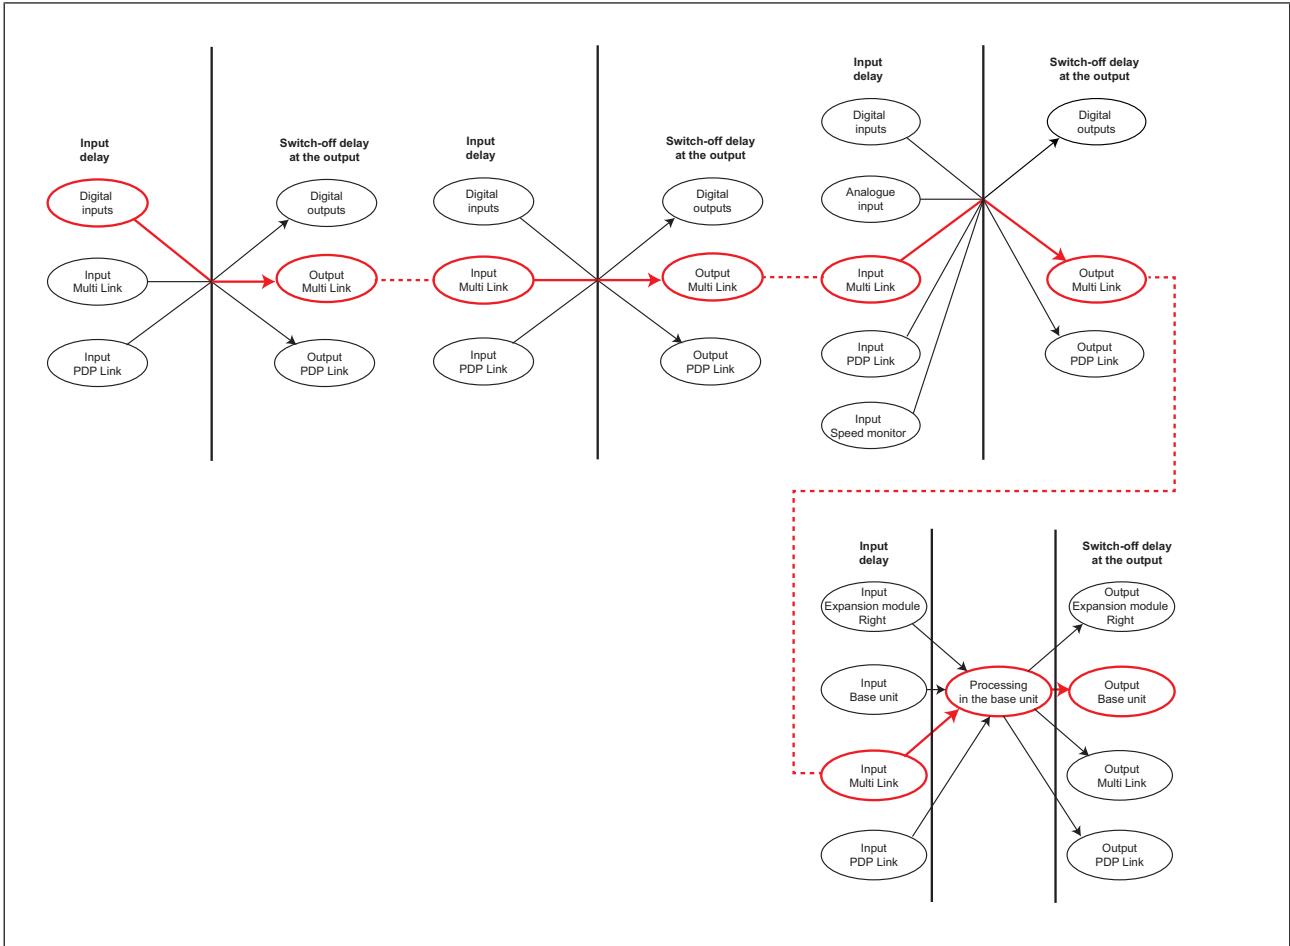 Input
delay
Switch-off delay
at the output
Digital
inputs
Digital
outputs
Input
Multi Link
Output
Multi Link
Input
PDP Link
Output
PDP Link
Input
delay
Switch-off delay
at the output
Digital
inputs
Digital
outputs
Input
Multi Link
Output
Multi Link
Input
PDP Link
Output
PDP Link
Input
delay
Switch-off delay
at the output
Digital
inputs
Digital
outputs
Analogue
input
Input
Multi Link
Output
Multi Link
Input
PDP Link
Output
PDP Link
Input
Speed monitor
Input
delay
Switch-off delay
at the output
Input
Expansion module
Right
Output
Expansion module
Right
Input
Base unit
Processing
in the base unit
Output
Base unit
Input
Multi Link
Output
Multi Link
Input
PDP Link
Output
PDP Link